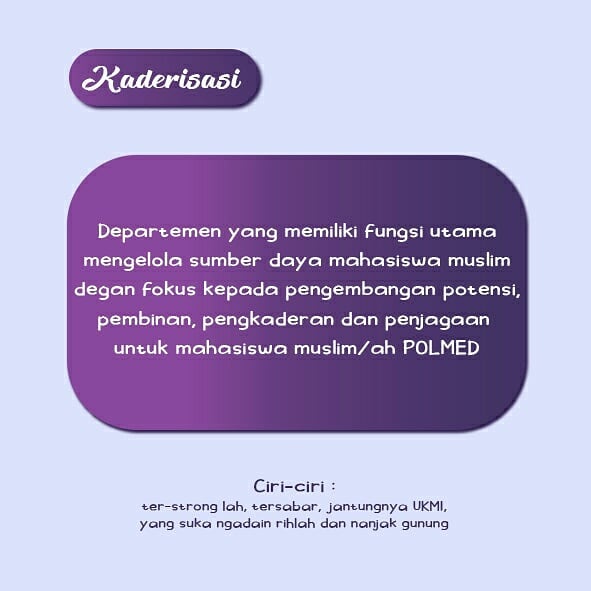 Kaderisasi
Departemen yang memiliki fungsi utama
mengelola sumber daya mahasiswa muslim
degan fokus kepada pengembangan potensi,
pembinan, pengkaderan dan penjagaan
untuk mahasiswa muslim/ah POLMED
Ciri-ciri :
ter-strong lah, tersabar, jantungnya UKMI,
yang suka ngadain rihlah dan nanjak gunung